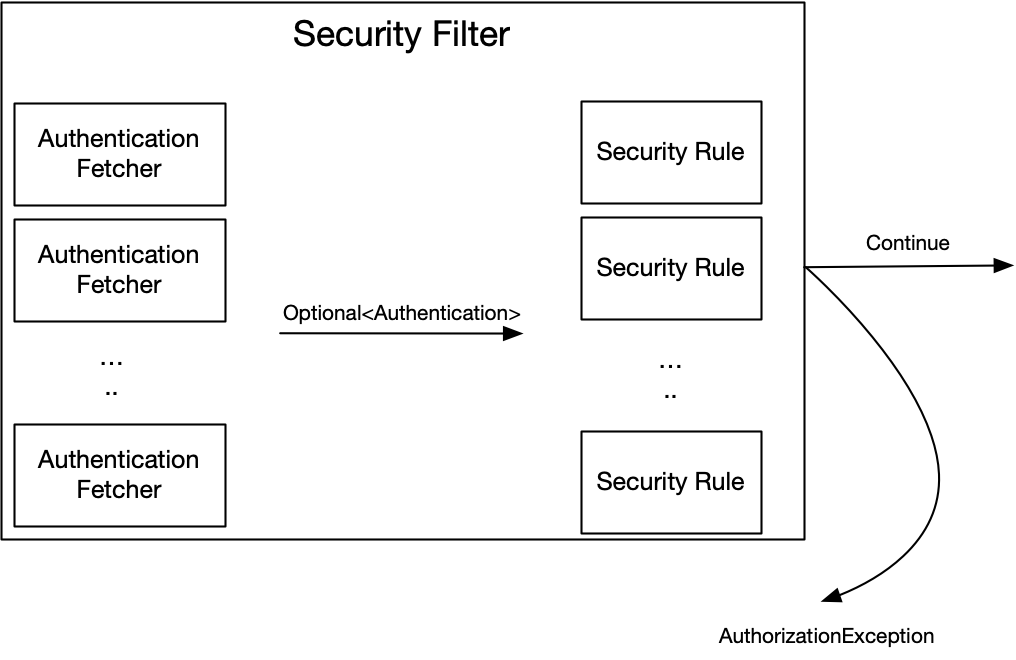 Security Filter
Authentication
Fetcher
Authentication
Fetcher
...
..
Authentication
Fetcher
Optional<Authentication>
Security Rule
Security Rule
...
..
Security Rule
Continue
AuthorizationException